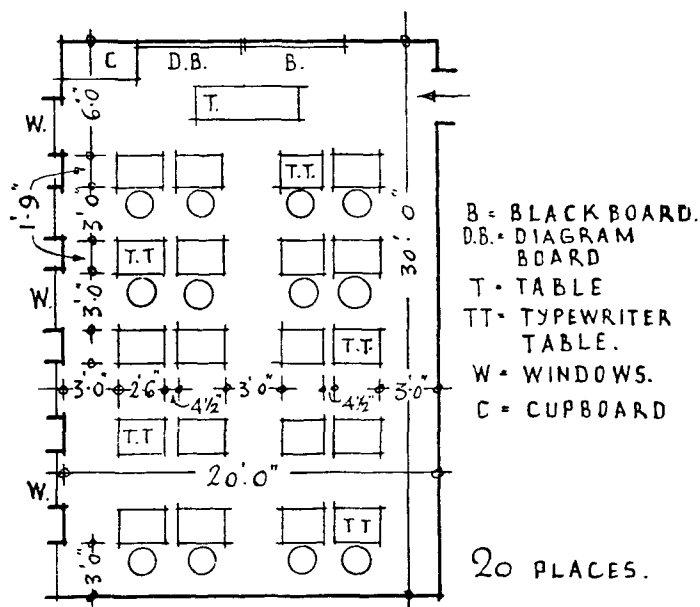 C
D.B.
B.
T.
W.
6'.0"
1'-9"
3'.0"
3'.0"
T.T.
T.T
30'.0"
W.
T.T.
3'.0"
2'6"
4½"
3'.0"
4½"
3'.0"
T.T
20'.0"
W.
T T
3'.0"
B = BLACKBOARD.
D.B. = DIAGRAM
BOARD
T = TABLE
TT = TYPEWRITER
TABLE.
W = WINDOWS.
C = CUPBOARD
20 PLACES.